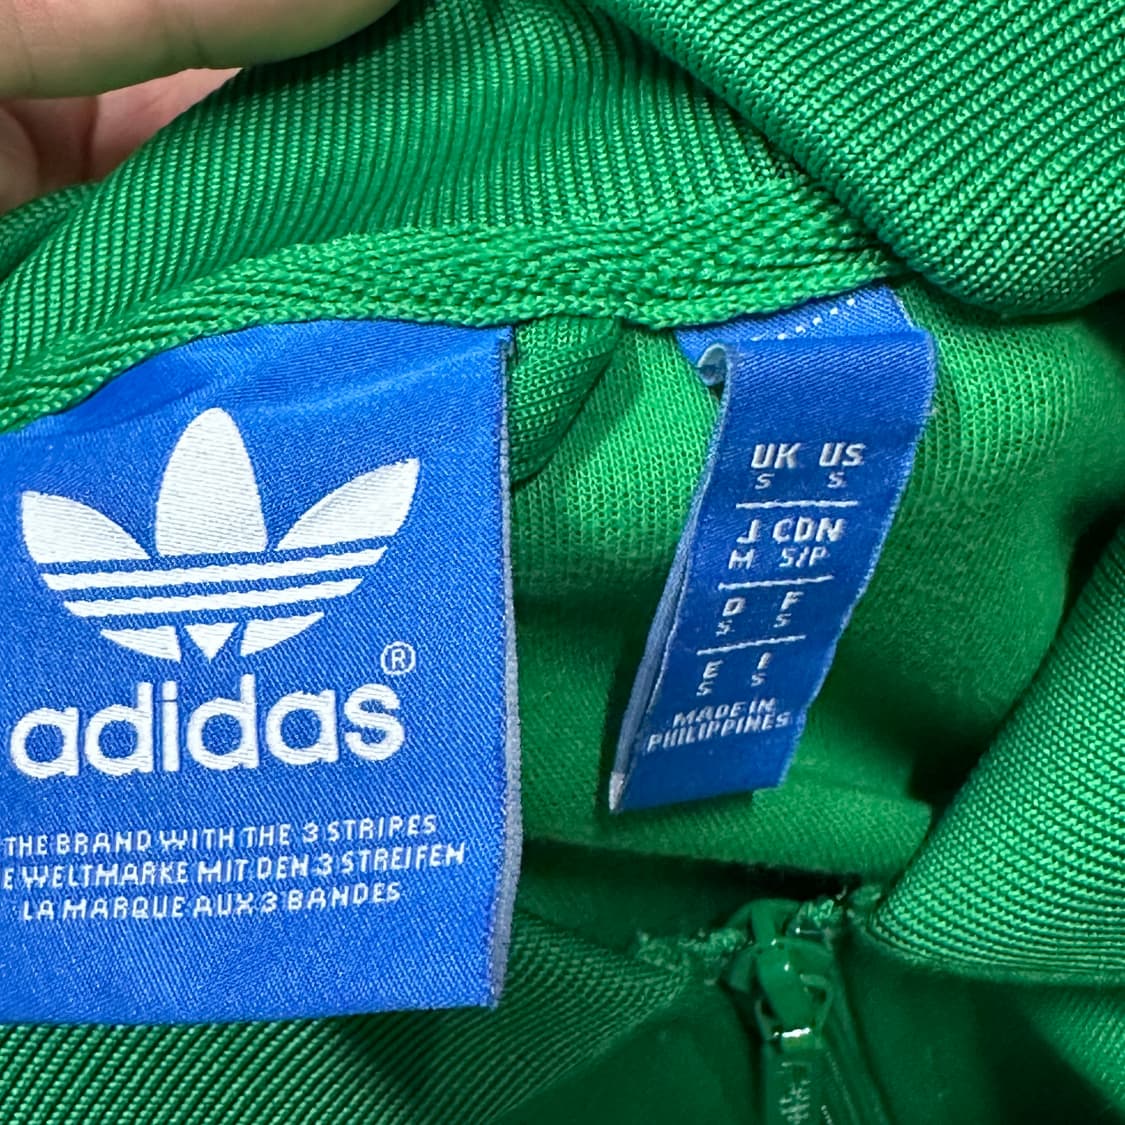 adidas®
THE BRAND WITH THE 3 STRIPES
E WELTMARKE MIT DEN 3 STREIFEN
LA MARQUE AUX 3 BANDES
UK US
S S
J CDN
M S/P
D F
S S
E I
S S
MADE IN
PHILIPPINES